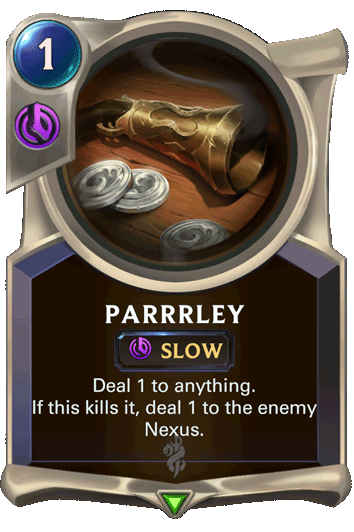 1
PARRRLEY
SLOW
Deal 1 to anything.
If this kills it, deal 1 to the enemy
Nexus.